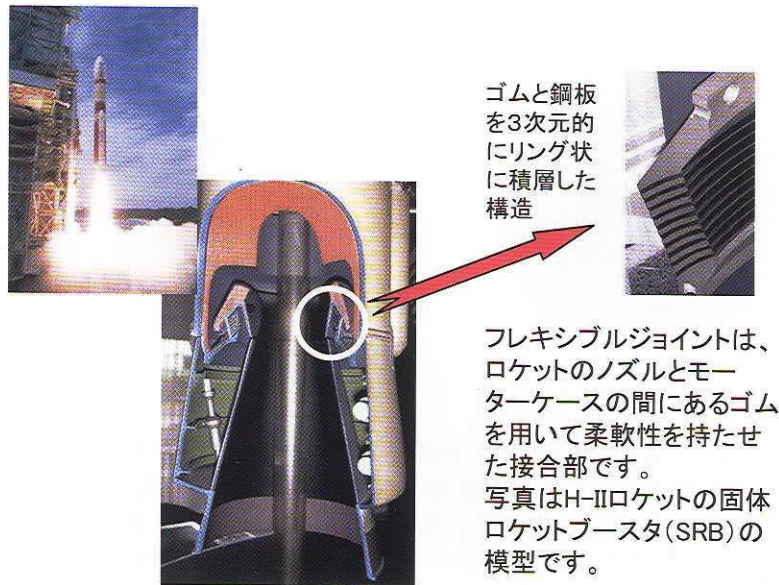 ゴムと鋼板
を3次元的
にリング状
に積層した
構造
フレキシブルジョイントは、
ロケットのノズルとモー
ターケースの間にあるゴム
を用いて柔軟性を持たせ
た接合部です。
写真はH-IIロケットの固体
ロケットブースタ(SRB)の
模型です。